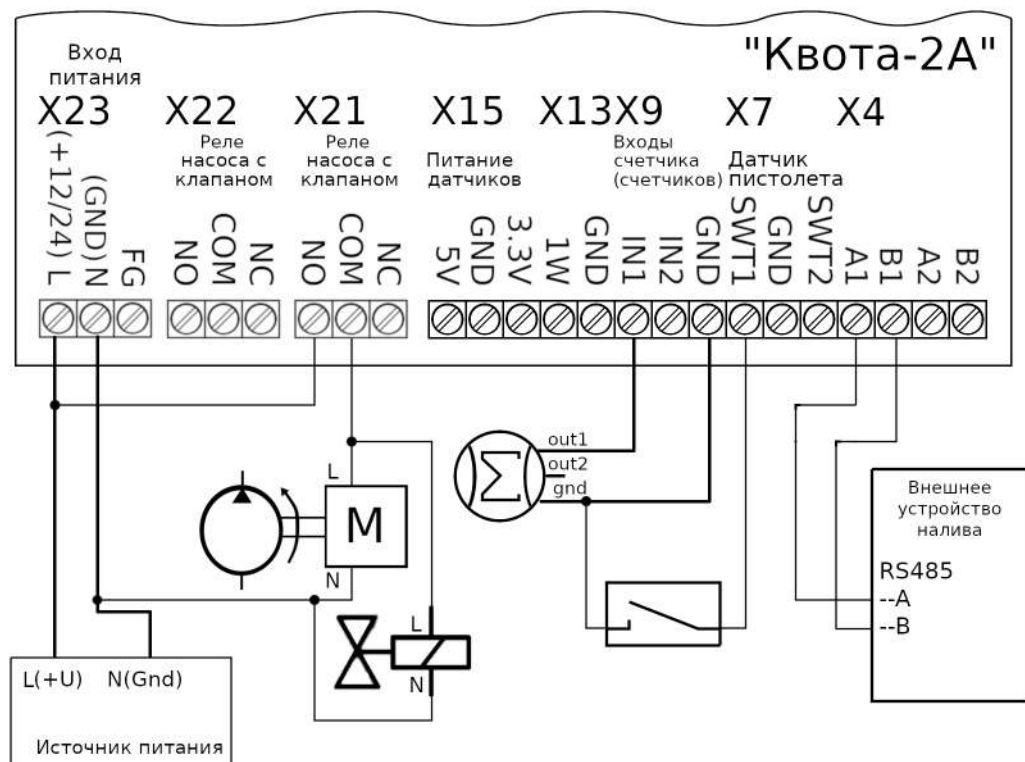 "Квота-2А"
Вход
питания
X23 X22 X21 X15 X13 X9 X7 X4
Реле
насоса с
клапаном
Реле
насоса с
клапаном
Питание
датчиков
Входы
счетчика
(счетчиков)
Датчик
пистолета
(+12/24) L
(GND) N
FG
NO
COM
NC
NO
COM
NC
5V
GND
3.3V
1W
GND
IN1
IN2
GND
SWT1
GND
SWT2
A1
B1
A2
B2
out1
out2
gnd
L
M
N
L
N
Внешнее
устройство
налива
RS485
--A
--B
L(+U) N(Gnd)
Источник питания